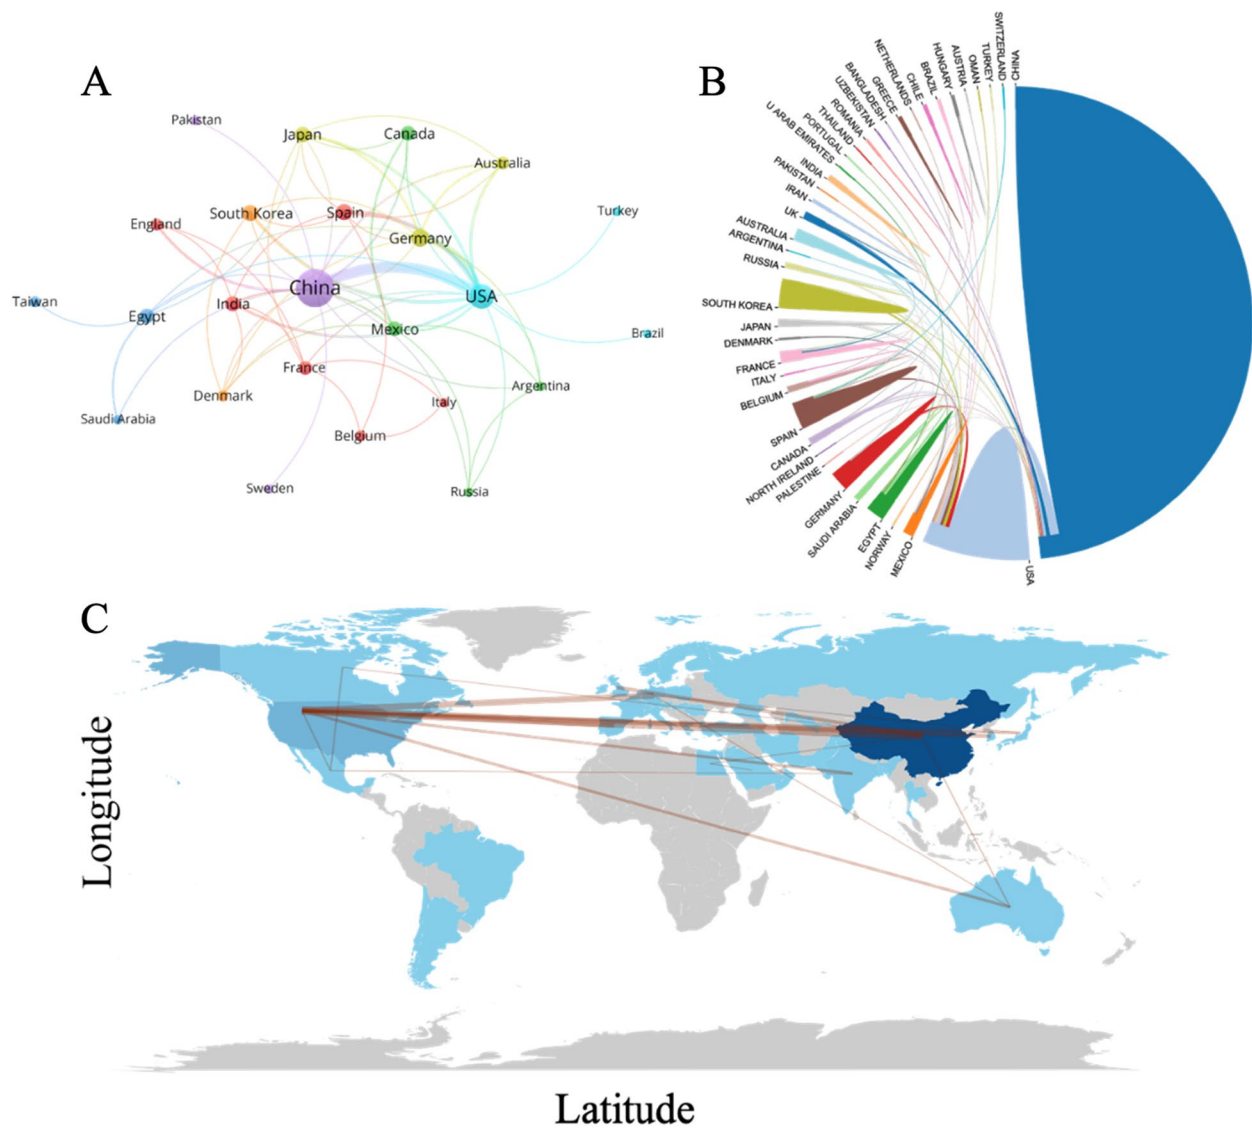 A
Pakistan
Japan
Canada
Australia
England
South Korea
Spain
Turkey
Germany
China
USA
Taiwan
Egypt
India
Mexico
Brazil
France
Denmark
Argentina
Saudi Arabia
Italy
Belgium
Sweden
Russia
B
CHINA
SWITZERLAND
TURKEY
OMAN
AUSTRIA
HUNGARY
BRAZIL
CHILE
NETHERLANDS
GREECE
BANGLADESH
UZBEKISTAN
ROMANIA
THAILAND
PORTUGAL
U ARAB EMIRATES
INDIA
PAKISTAN
IRAN
UK
AUSTRALIA
ARGENTINA
RUSSIA
SOUTH KOREA
JAPAN
DENMARK
FRANCE
ITALY
BELGIUM
SPAIN
CANADA
NORTH IRELAND
PALESTINE
GERMANY
SAUDI ARABIA
EGYPT
NORWAY
MEXICO
USA
C
Longitude
Latitude